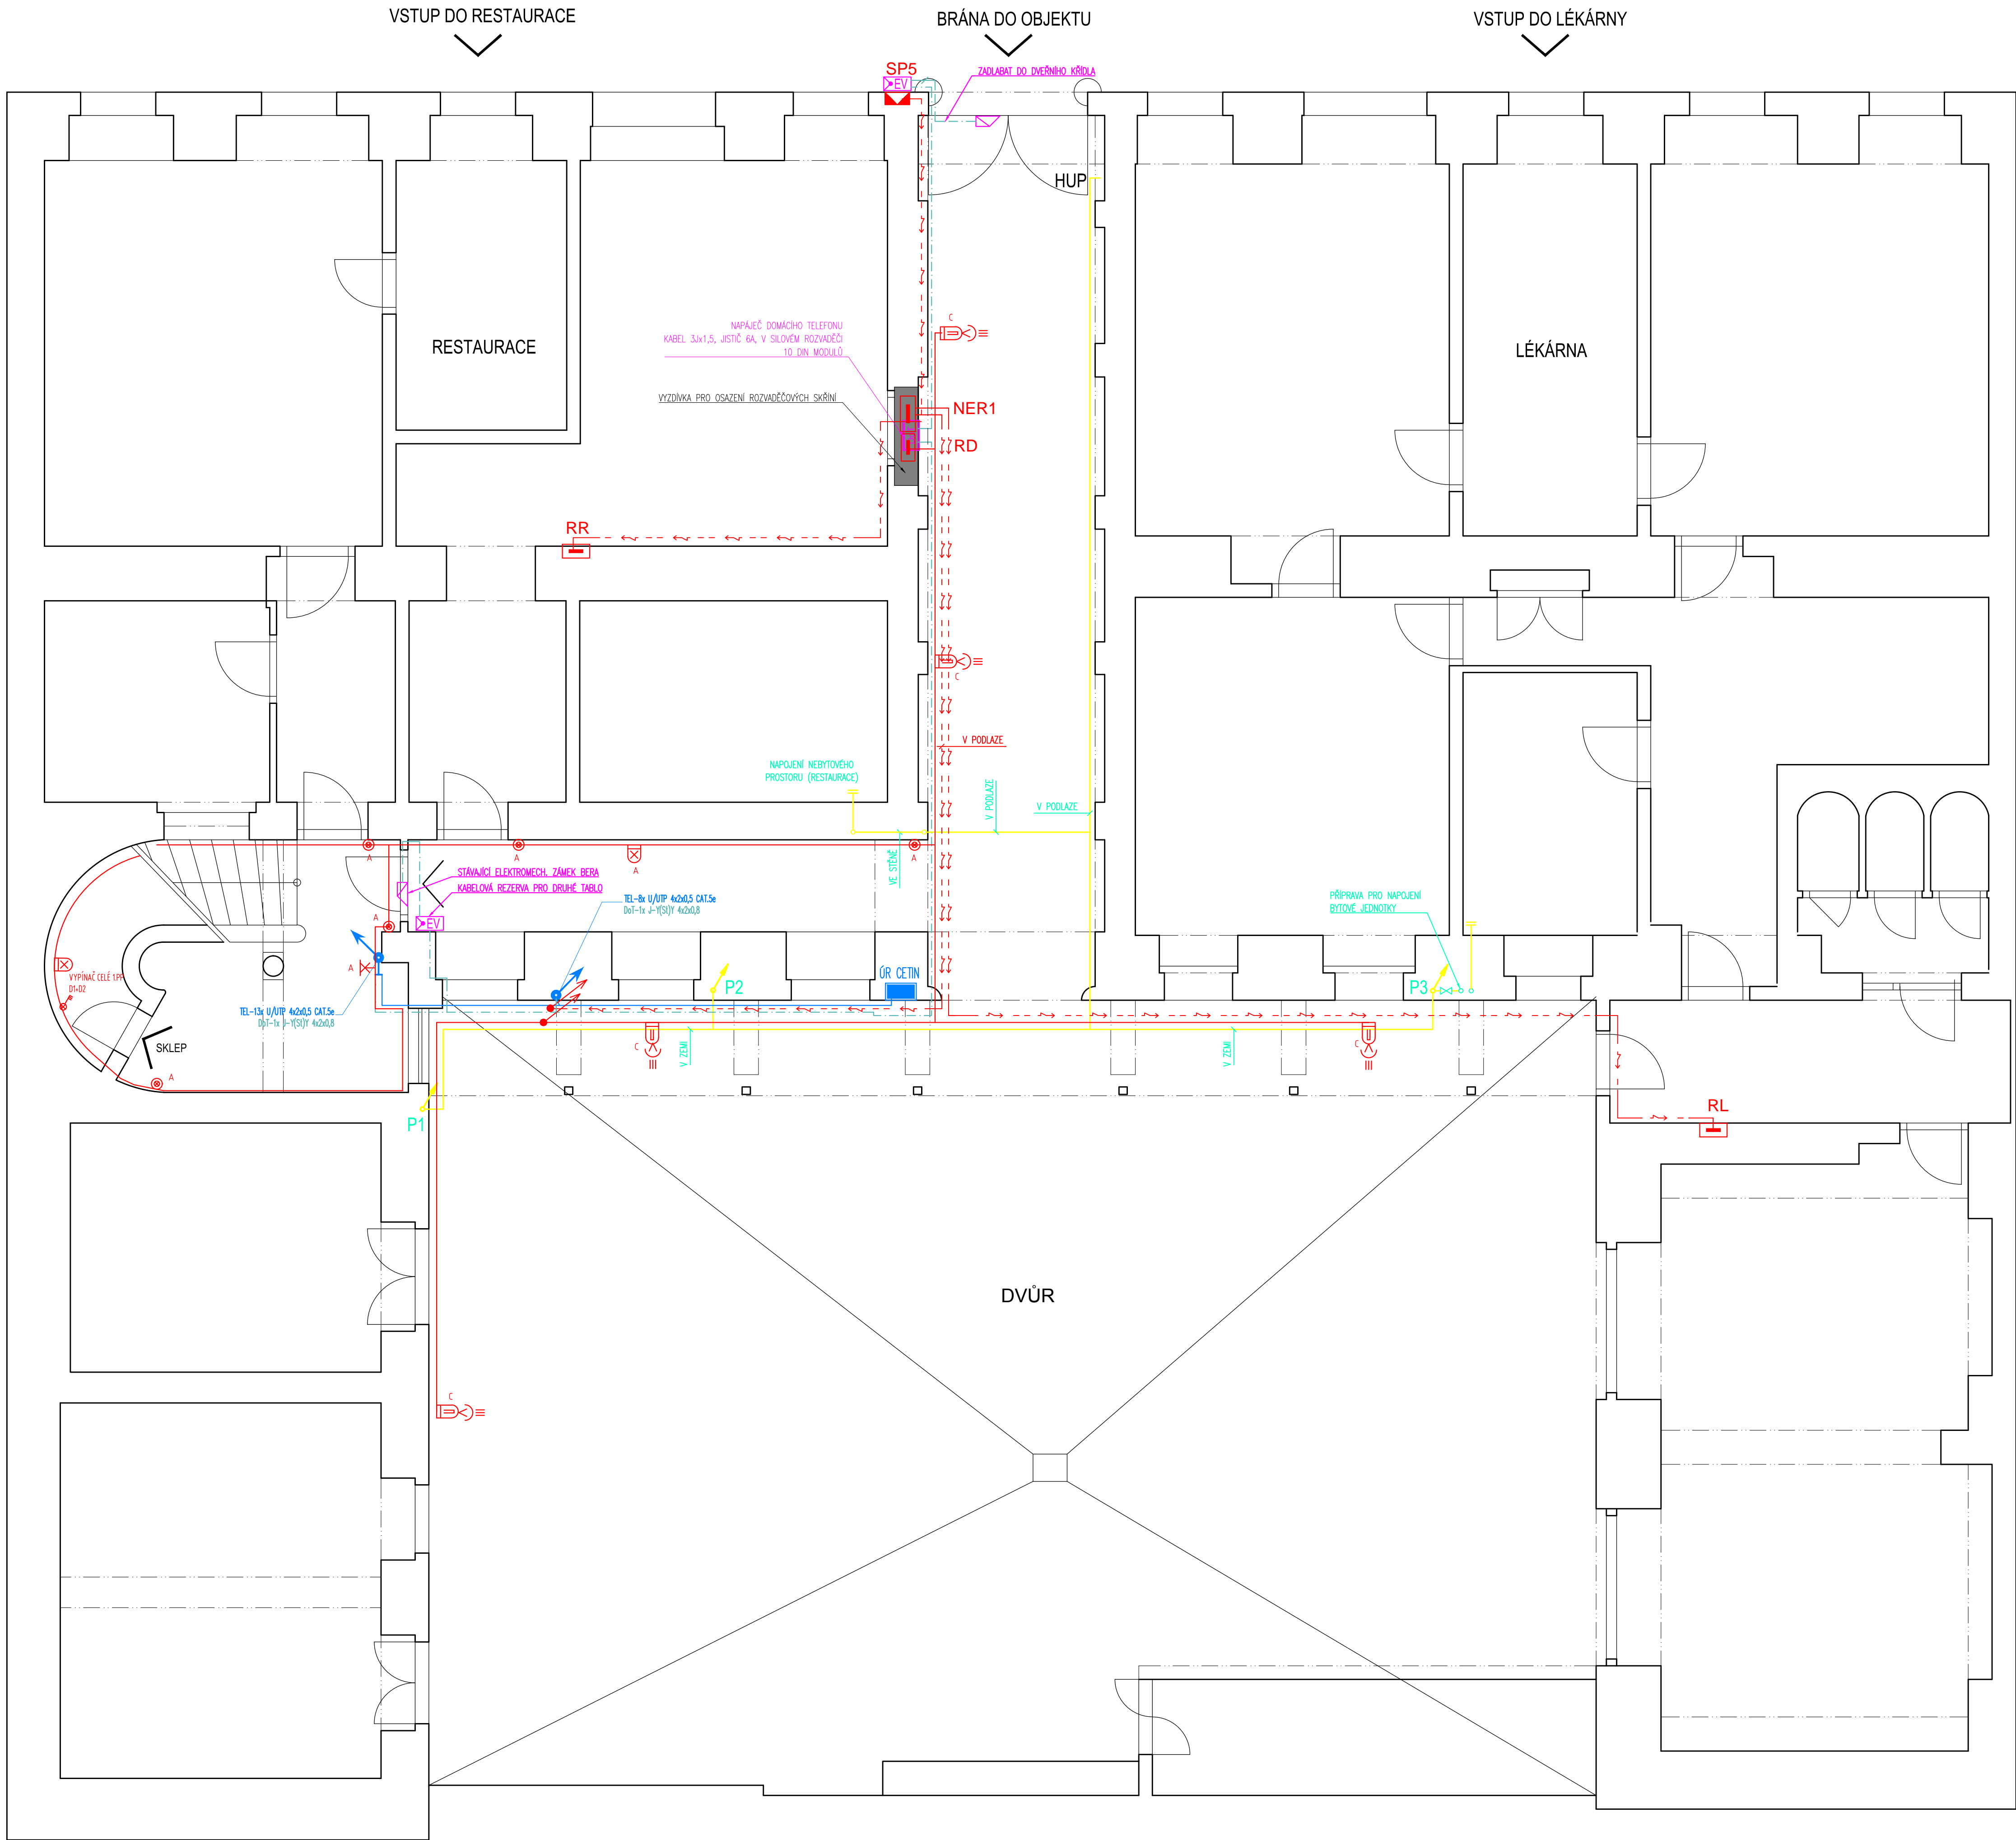 VSTUP DO RESTAURACE
BRÁNA DO OBJEKTU
VSTUP DO LÉKÁRNY
SP5
EV
ZADLABAT DO DVEŘNÍHO KŘÍDLA
HUP
C
NAPÁJEČ DOMÁCÍHO TELEFONU
KABEL 3Jx1,5, JISTIČ 6A, V SILOVÉM ROZVADĚČI
10 DIN MODULŮ
RESTAURACE
LÉKÁRNA
VYZDÍVKA PRO OSAZENÍ ROZVADĚČOVÝCH SKŘÍNÍ
NER1
RD
RR
C
V PODLAZE
NAPOJENÍ NEBYTOVÉHO
PROSTORU (RESTAURACE)
V PODLAZE
V PODLAZE
VE STĚNĚ
A
A
A
A
STÁVAJÍCÍ ELEKTROMECH. ZÁMEK BERA
KABELOVÁ REZERVA PRO DRUHÉ TABLO
TEL-8x U/UTP 4x2x0,5 CAT.5e
DoT-1x J-Y(St)Y 4x2x0,8
PŘÍPRAVA PRO NAPOJENÍ
BYTOVÉ JEDNOTKY
A
EV
A
VYPÍNAČ CELÉ 1.PP
D1+D2
ÚR CETIN
P2
P3
TEL-13x U/UTP 4x2x0,5 CAT.5e
DoT-1x J-Y(St)Y 4x2x0,8
SKLEP
C
V ZEMI
V ZEMI
C
A
P1
RL
DVŮR
C